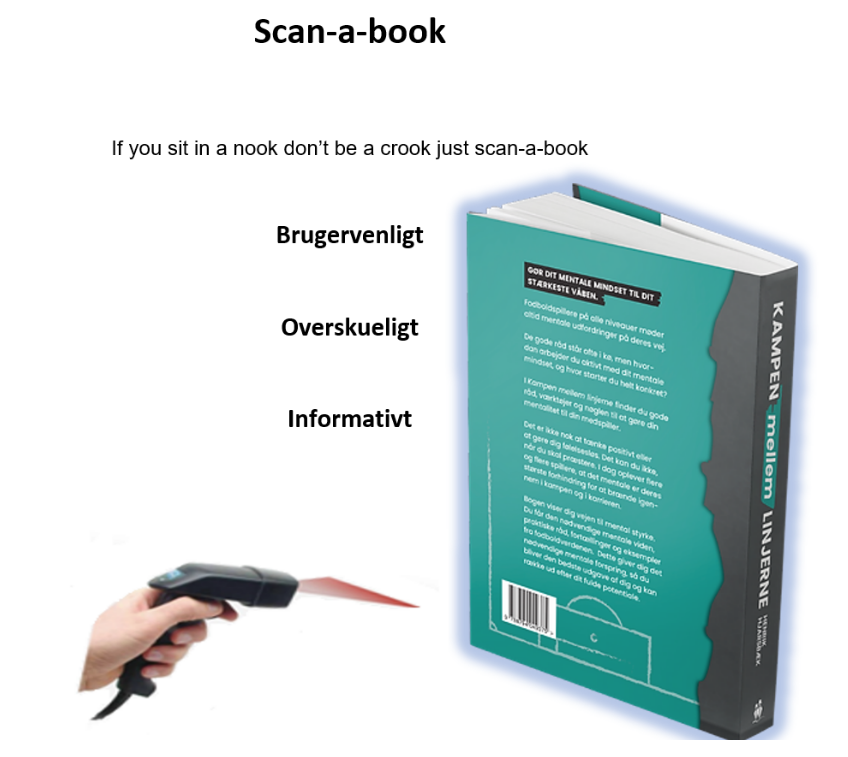 Scan-a-book
If you sit in a nook don't be a crook just scan-a-book
Brugervenligt
Overskueligt
Informativt
GØR DIT MENTALE MINDSET TIL DIT
STÆRKESTE VÅBEN.
Fodboldspillere på alle niveauer møder
altid mentale udfordringer på deres vej.
De gode råd står ofte i kø, men hvor-
dan arbejder du aktivt med dit mentale
mindset, og hvor starter du helt konkret?
I Kampen mellem linjerne finder du gode
råd, værktøjer og nøglen til at gøre din
mentalitet til din medspiller.
Det er ikke nok at tænke positivt eller
at gøre dig følelsesløs. Det kan du ikke,
når du skal præstere. I dag oplever flere
og flere spillere, at det mentale er deres
største forhindring for at brænde igen-
nem i kampen og i karrieren.
Bogen viser dig vejen til mental styrke.
Du får den nødvendige mentale viden,
praktiske råd, fortællinger og eksempler
fra fodboldverdenen. Dette giver dig det
nødvendige mentale forspring, så du
bliver den bedste udgave af dig og kan
række ud efter dit fulde potentiale.
KAMPEN mellem LINJERNE
HENRIK
HJARSBÆK